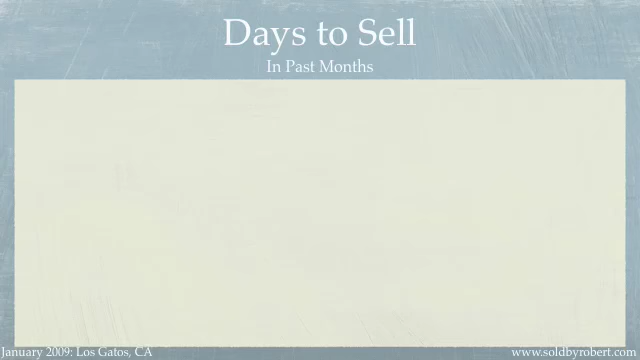 Days to Sell
In Past Months
January 2009: Los Gatos, CA
www.soldbyrobert.com